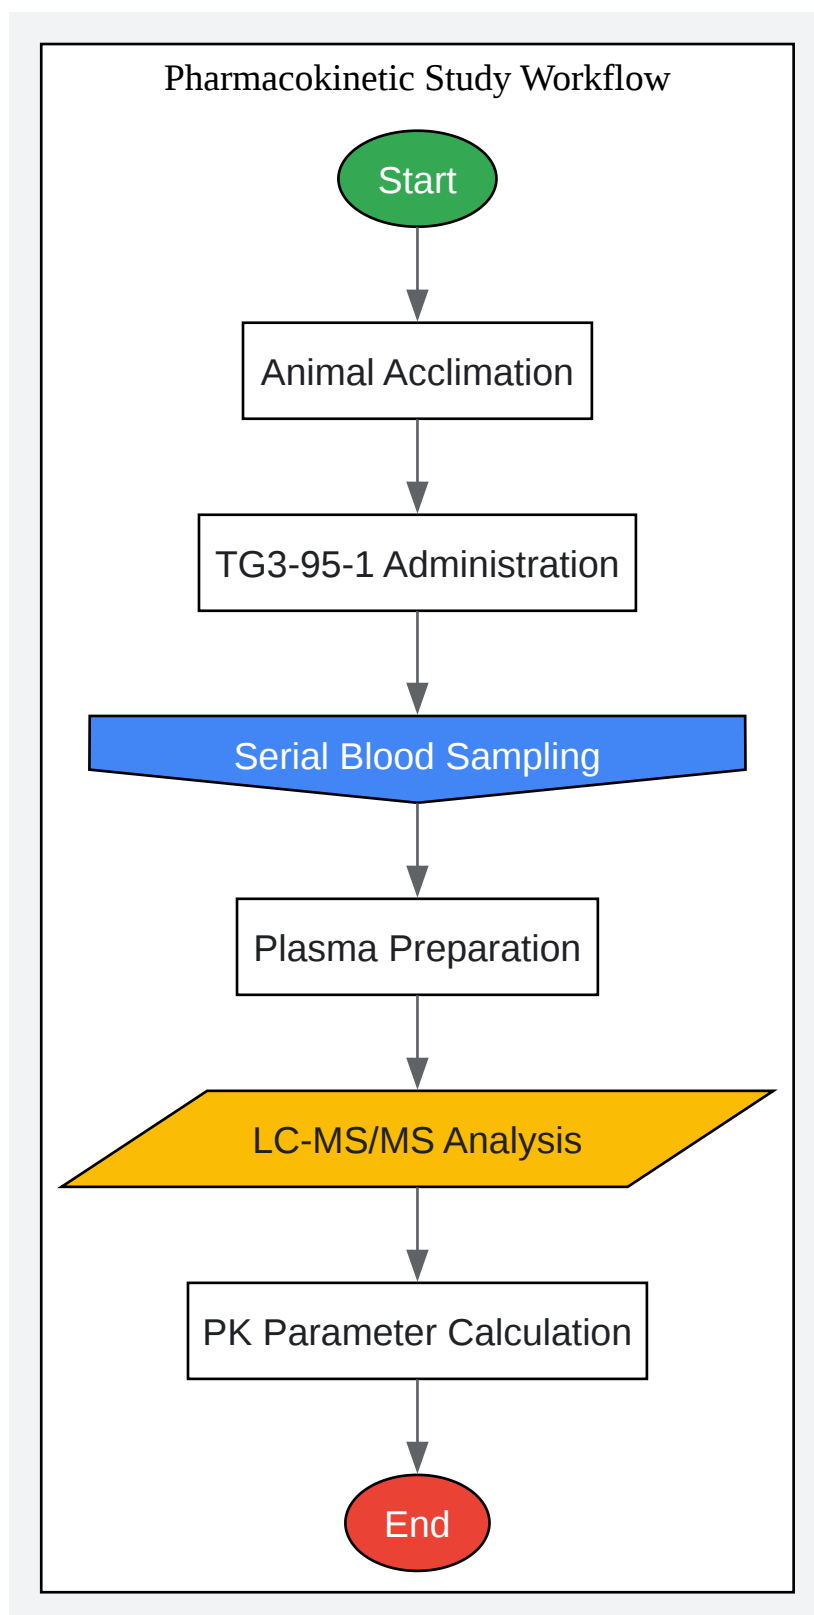 Pharmacokinetic Study Workflow
Start
Animal Acclimation
TG3-95-1 Administration
Serial Blood Sampling
Plasma Preparation
LC-MS/MS Analysis
PK Parameter Calculation
End